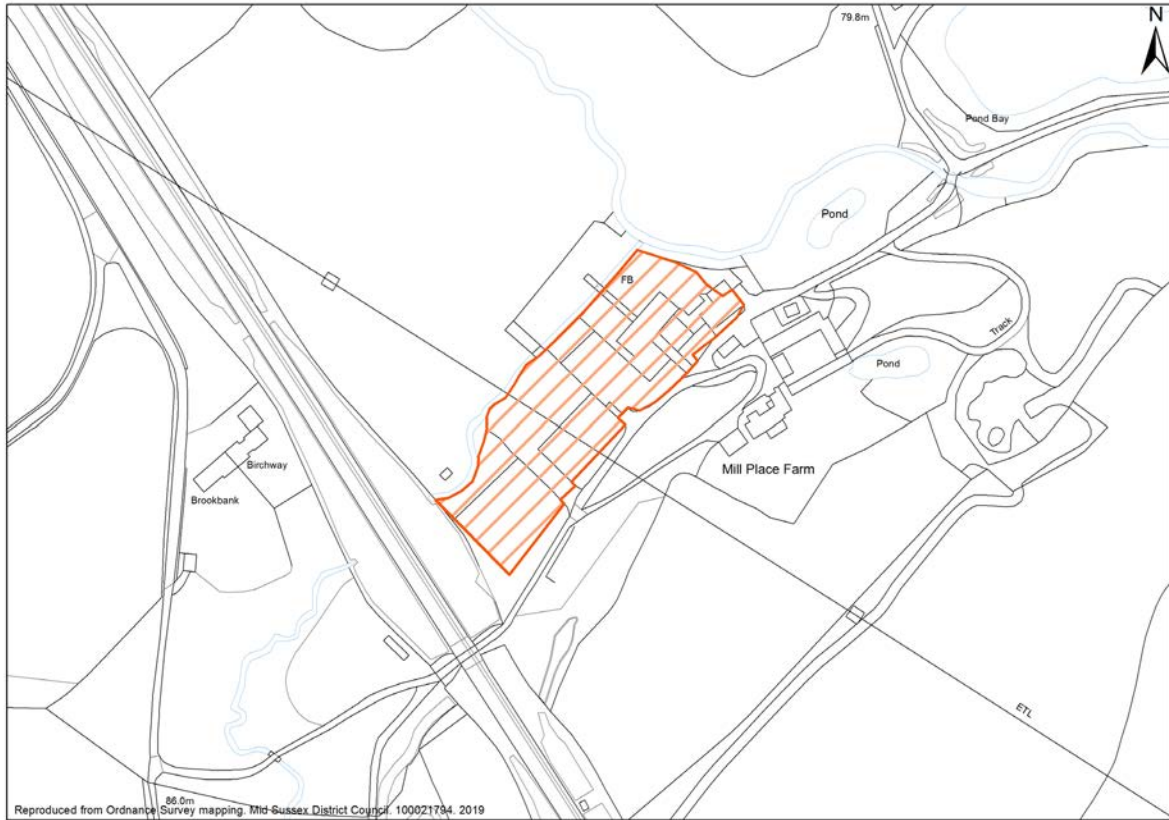 79.8m
N
Pond Bay
Pond
FB
Track
Pond
Mill Place Farm
Birchway
Brookbank
ETL
86.0m
Reproduced from Ordnance Survey mapping. Mid Sussex District Council. 100021794. 2019